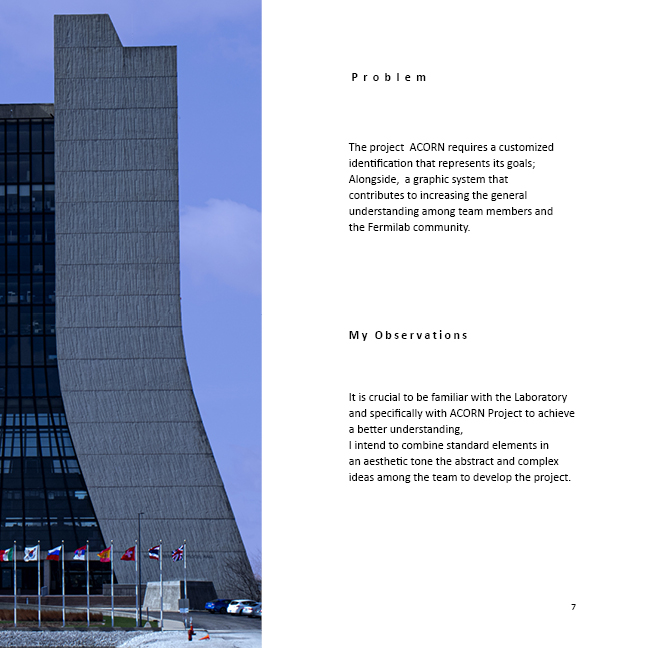 Problem
The project ACORN requires a customized
identification that represents its goals;
Alongside, a graphic system that
contributes to increasing the general
understanding among team members and
the Fermilab community.
My Observations
It is crucial to be familiar with the Laboratory
and specifically with ACORN Project to achieve
a better understanding,
I intend to combine standard elements in
an aesthetic tone the abstract and complex
ideas among the team to develop the project.
7